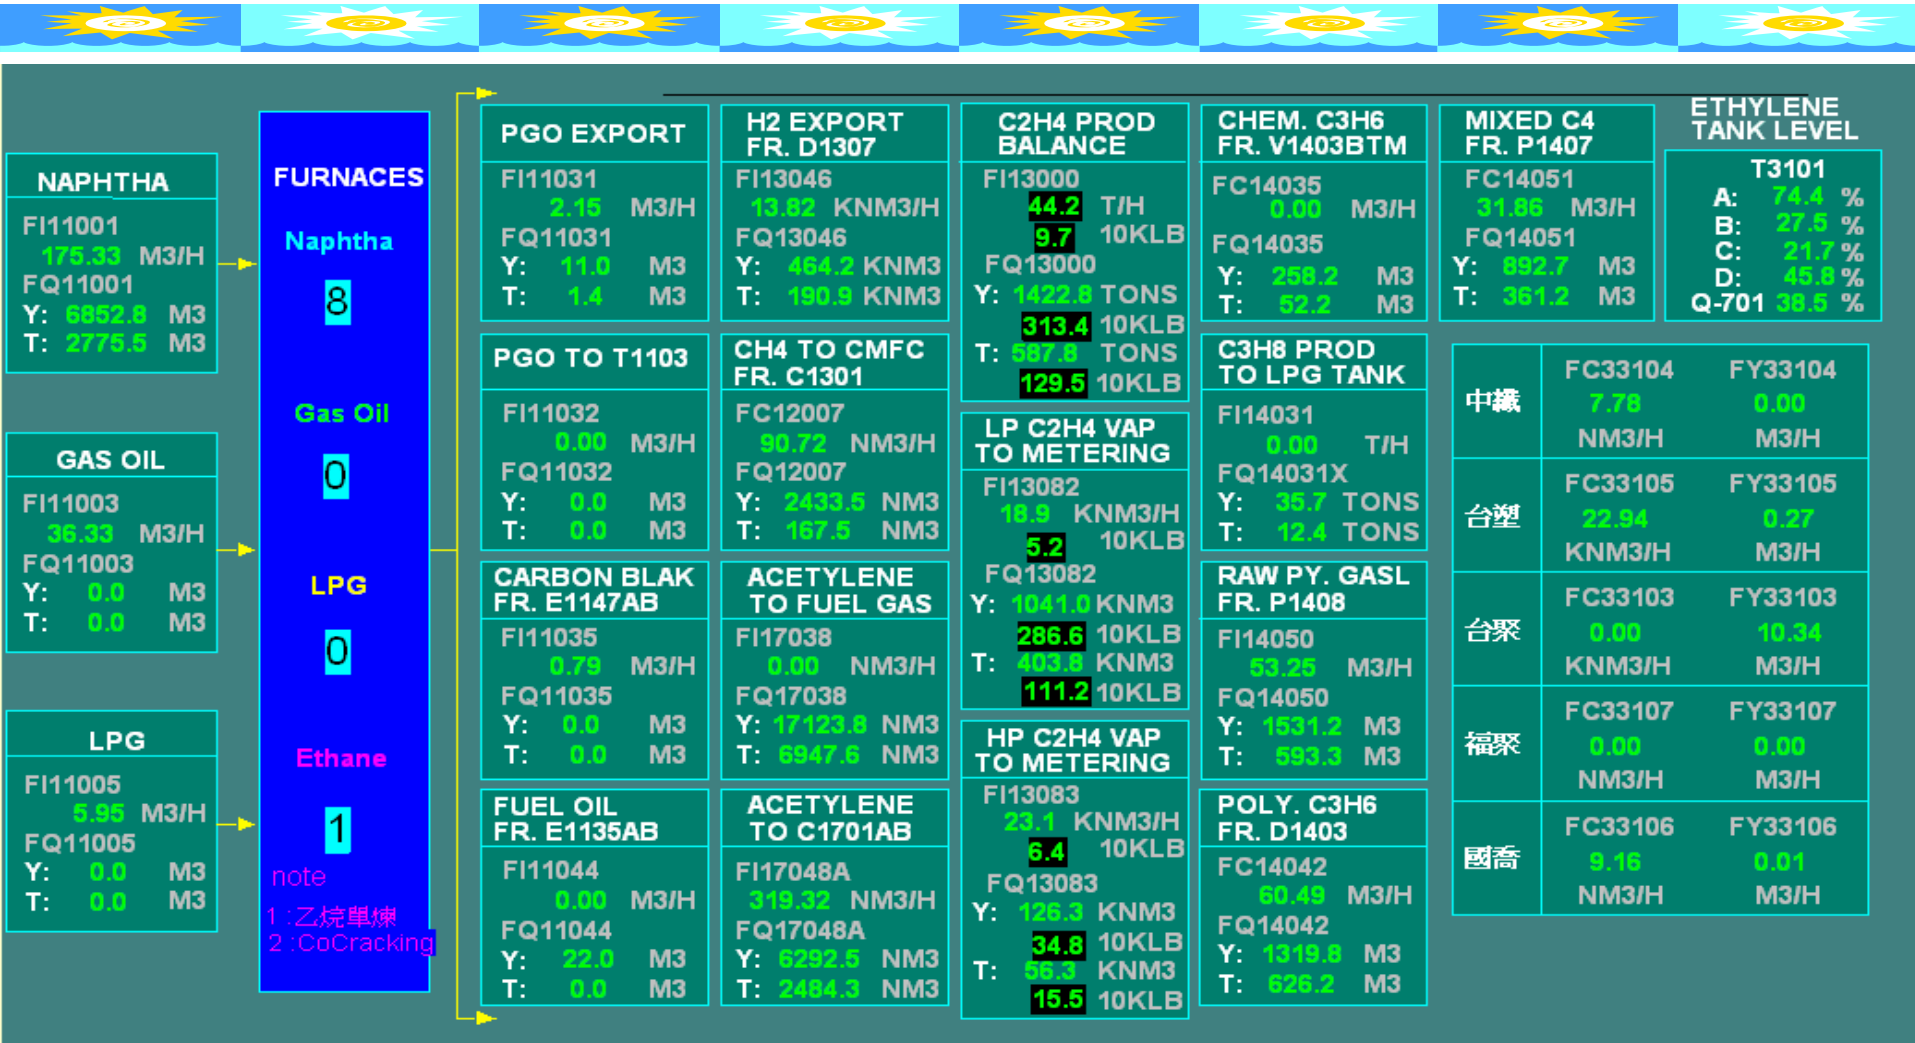 NAPHTHA
FI11001
175.33 M3/H
FQ11001
Y: 6852.8 M3
T: 2775.5 M3
GAS OIL
FI11003
36.33 M3/H
FQ11003
Y: 0.0 M3
T: 0.0 M3
LPG
FI11005
5.95 M3/H
FQ11005
Y: 0.0 M3
T: 0.0 M3
FURNACES
Naphtha
8
Gas Oil
0
LPG
0
Ethane
1
note
1 :乙烷單煉
2 :CoCracking
PGO EXPORT
FI11031
2.15 M3/H
FQ11031
Y: 11.0 M3
T: 1.4 M3
PGO TO T1103
FI11032
0.00 M3/H
FQ11032
Y: 0.0 M3
T: 0.0 M3
CARBON BLAK
FR. E1147AB
FI11035
0.79 M3/H
FQ11035
Y: 0.0 M3
T: 0.0 M3
FUEL OIL
FR. E1135AB
FI11044
0.00 M3/H
FQ11044
Y: 22.0 M3
T: 0.0 M3
H2 EXPORT
FR. D1307
FI13046
13.82 KNM3/H
FQ13046
Y: 464.2 KNM3
T: 190.9 KNM3
CH4 TO CMFC
FR. C1301
FC12007
90.72 NM3/H
FQ12007
Y: 2433.5 NM3
T: 167.5 NM3
ACETYLENE
TO FUEL GAS
FI17038
0.00 NM3/H
FQ17038
Y: 17123.8 NM3
T: 6947.6 NM3
ACETYLENE
TO C1701AB
FI17048A
319.32 NM3/H
FQ17048A
Y: 6292.5 NM3
T: 2484.3 NM3
C2H4 PROD
BALANCE
FI13000
44.2 T/H
9.7 10KLB
FQ13000
Y: 1422.8 TONS
313.4 10KLB
T: 587.8 TONS
129.5 10KLB
LP C2H4 VAP
TO METERING
FI13082
18.9 KNM3/H
5.2 10KLB
FQ13082
Y: 1041.0 KNM3
286.6 10KLB
T: 403.8 KNM3
111.2 10KLB
HP C2H4 VAP
TO METERING
FI13083
23.1 KNM3/H
6.4 10KLB
FQ13083
Y: 126.3 KNM3
34.8 10KLB
T: 56.3 KNM3
15.5 10KLB
CHEM. C3H6
FR. V1403BTM
FC14035
0.00 M3/H
FQ14035
Y: 258.2 M3
T: 52.2 M3
C3H8 PROD
TO LPG TANK
FI14031
0.00 T/H
FQ14031X
Y: 35.7 TONS
T: 12.4 TONS
RAW PY. GASL
FR. P1408
FI14050
53.25 M3/H
FQ14050
Y: 1531.2 M3
T: 593.3 M3
POLY. C3H6
FR. D1403
FC14042
60.49 M3/H
FQ14042
Y: 1319.8 M3
T: 626.2 M3
MIXED C4
FR. P1407
FC14051
31.86 M3/H
FQ14051
Y: 892.7 M3
T: 361.2 M3
ETHYLENE
TANK LEVEL
T3101
A: 74.4 %
B: 27.5 %
C: 21.7 %
D: 45.8 %
Q-701 38.5 %
中纖
FC33104 FY33104
7.78 0.00
NM3/H M3/H
台塑
FC33105 FY33105
22.94 0.27
KNM3/H M3/H
台聚
FC33103 FY33103
0.00 10.34
KNM3/H M3/H
福聚
FC33107 FY33107
0.00 0.00
NM3/H M3/H
國喬
FC33106 FY33106
9.16 0.01
NM3/H M3/H